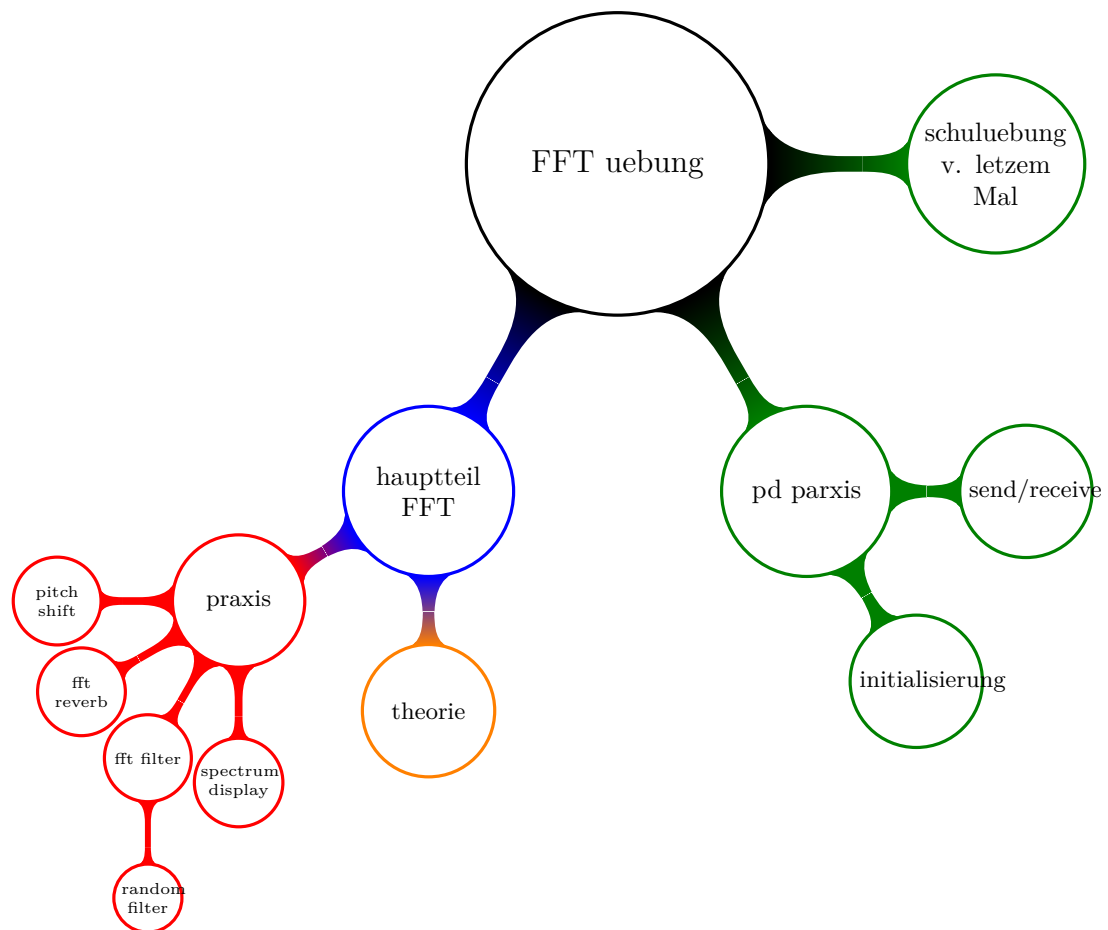 FFT uebung
schuluebung
v. letzem
Mal
hauptteil
FFT
pd parxis
send/receive
initialisierung
praxis
theorie
pitch
shift
fft
reverb
fft filter
spectrum
display
random
filter